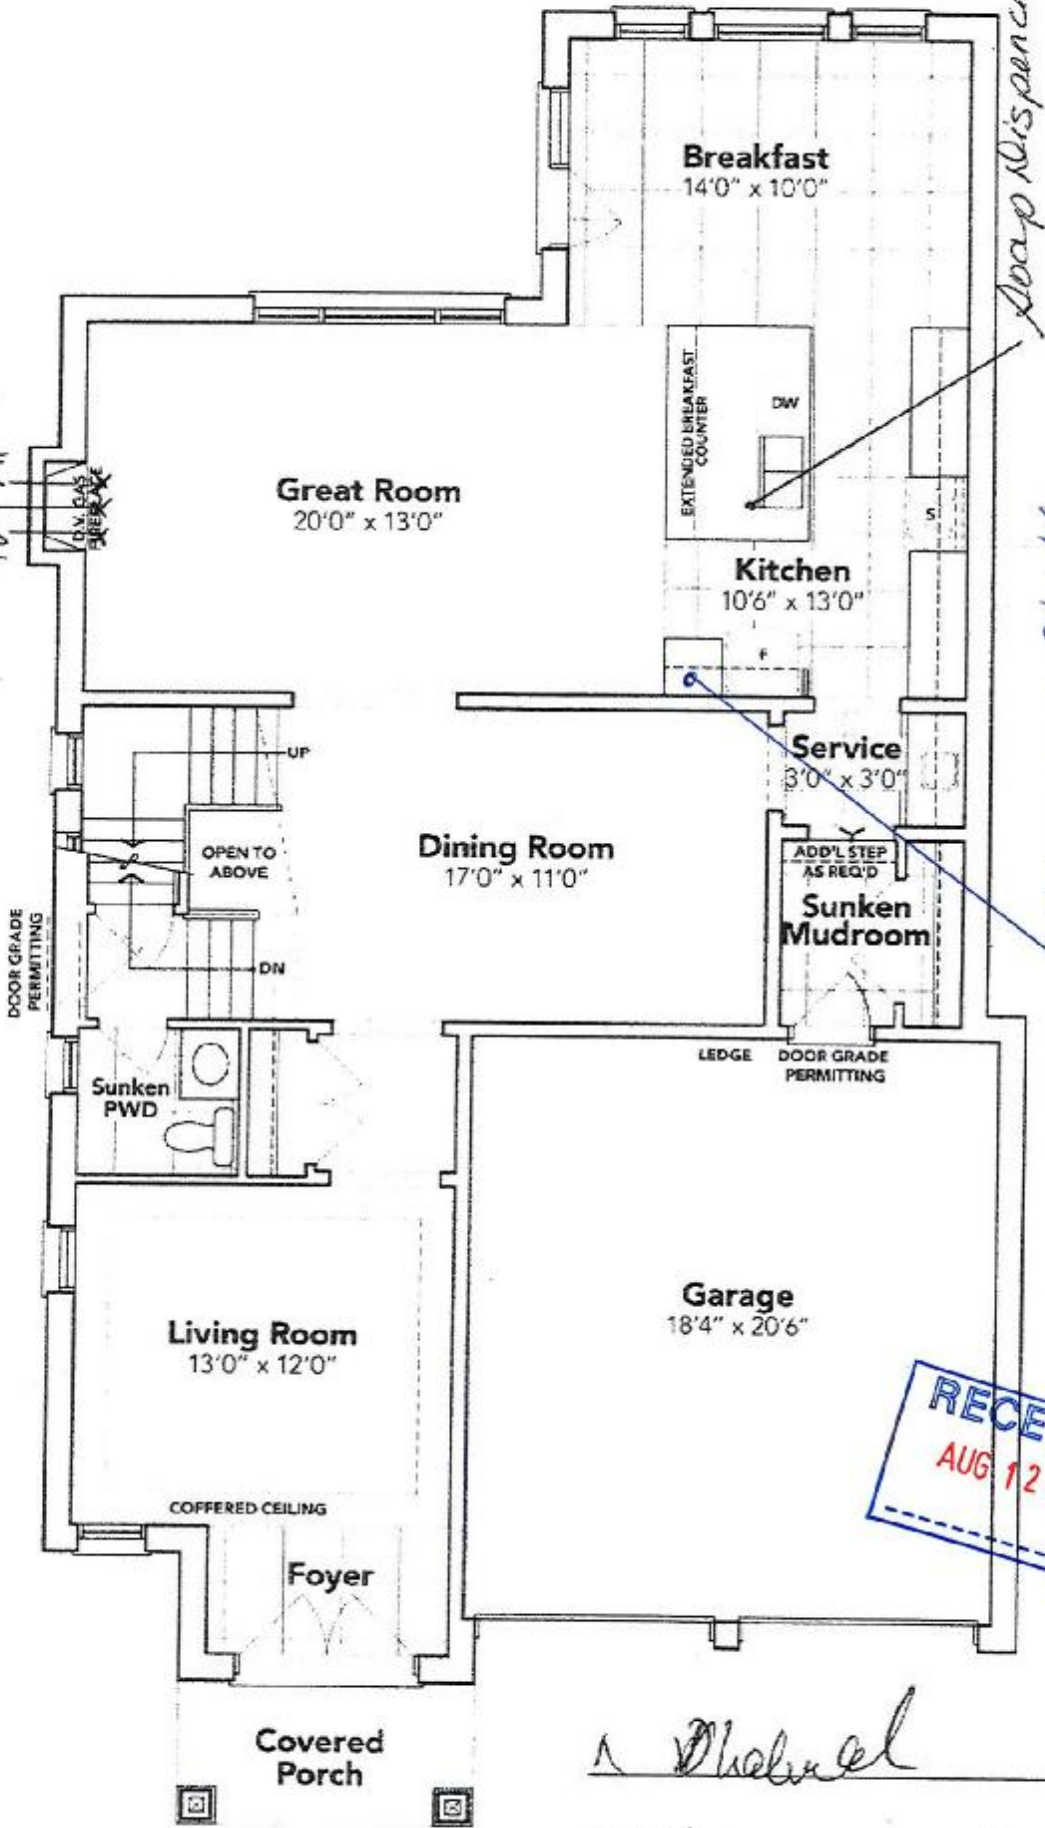 Soap Dispenc
Breakfast
14'0" x 10'0"
EXTENDED BREAKFAST
COUNTER
DW
D.V. GAS
FIREPLACE
Great Room
20'0" x 13'0"
S
Kitchen
10'6" x 13'0"
F
UP
Service
3'0" x 3'0"
OPEN TO
ABOVE
Dining Room
17'0" x 11'0"
ADD'L STEP
AS REQ'D
Sunken
Mudroom
DOOR GRADE
PERMITTING
DN
LEDGE
DOOR GRADE
PERMITTING
Sunken
PWD
Garage
18'4" x 20'6"
Living Room
13'0" x 12'0"
RECE
AUG 12
COFFERED CEILING
Foyer
Covered
Porch